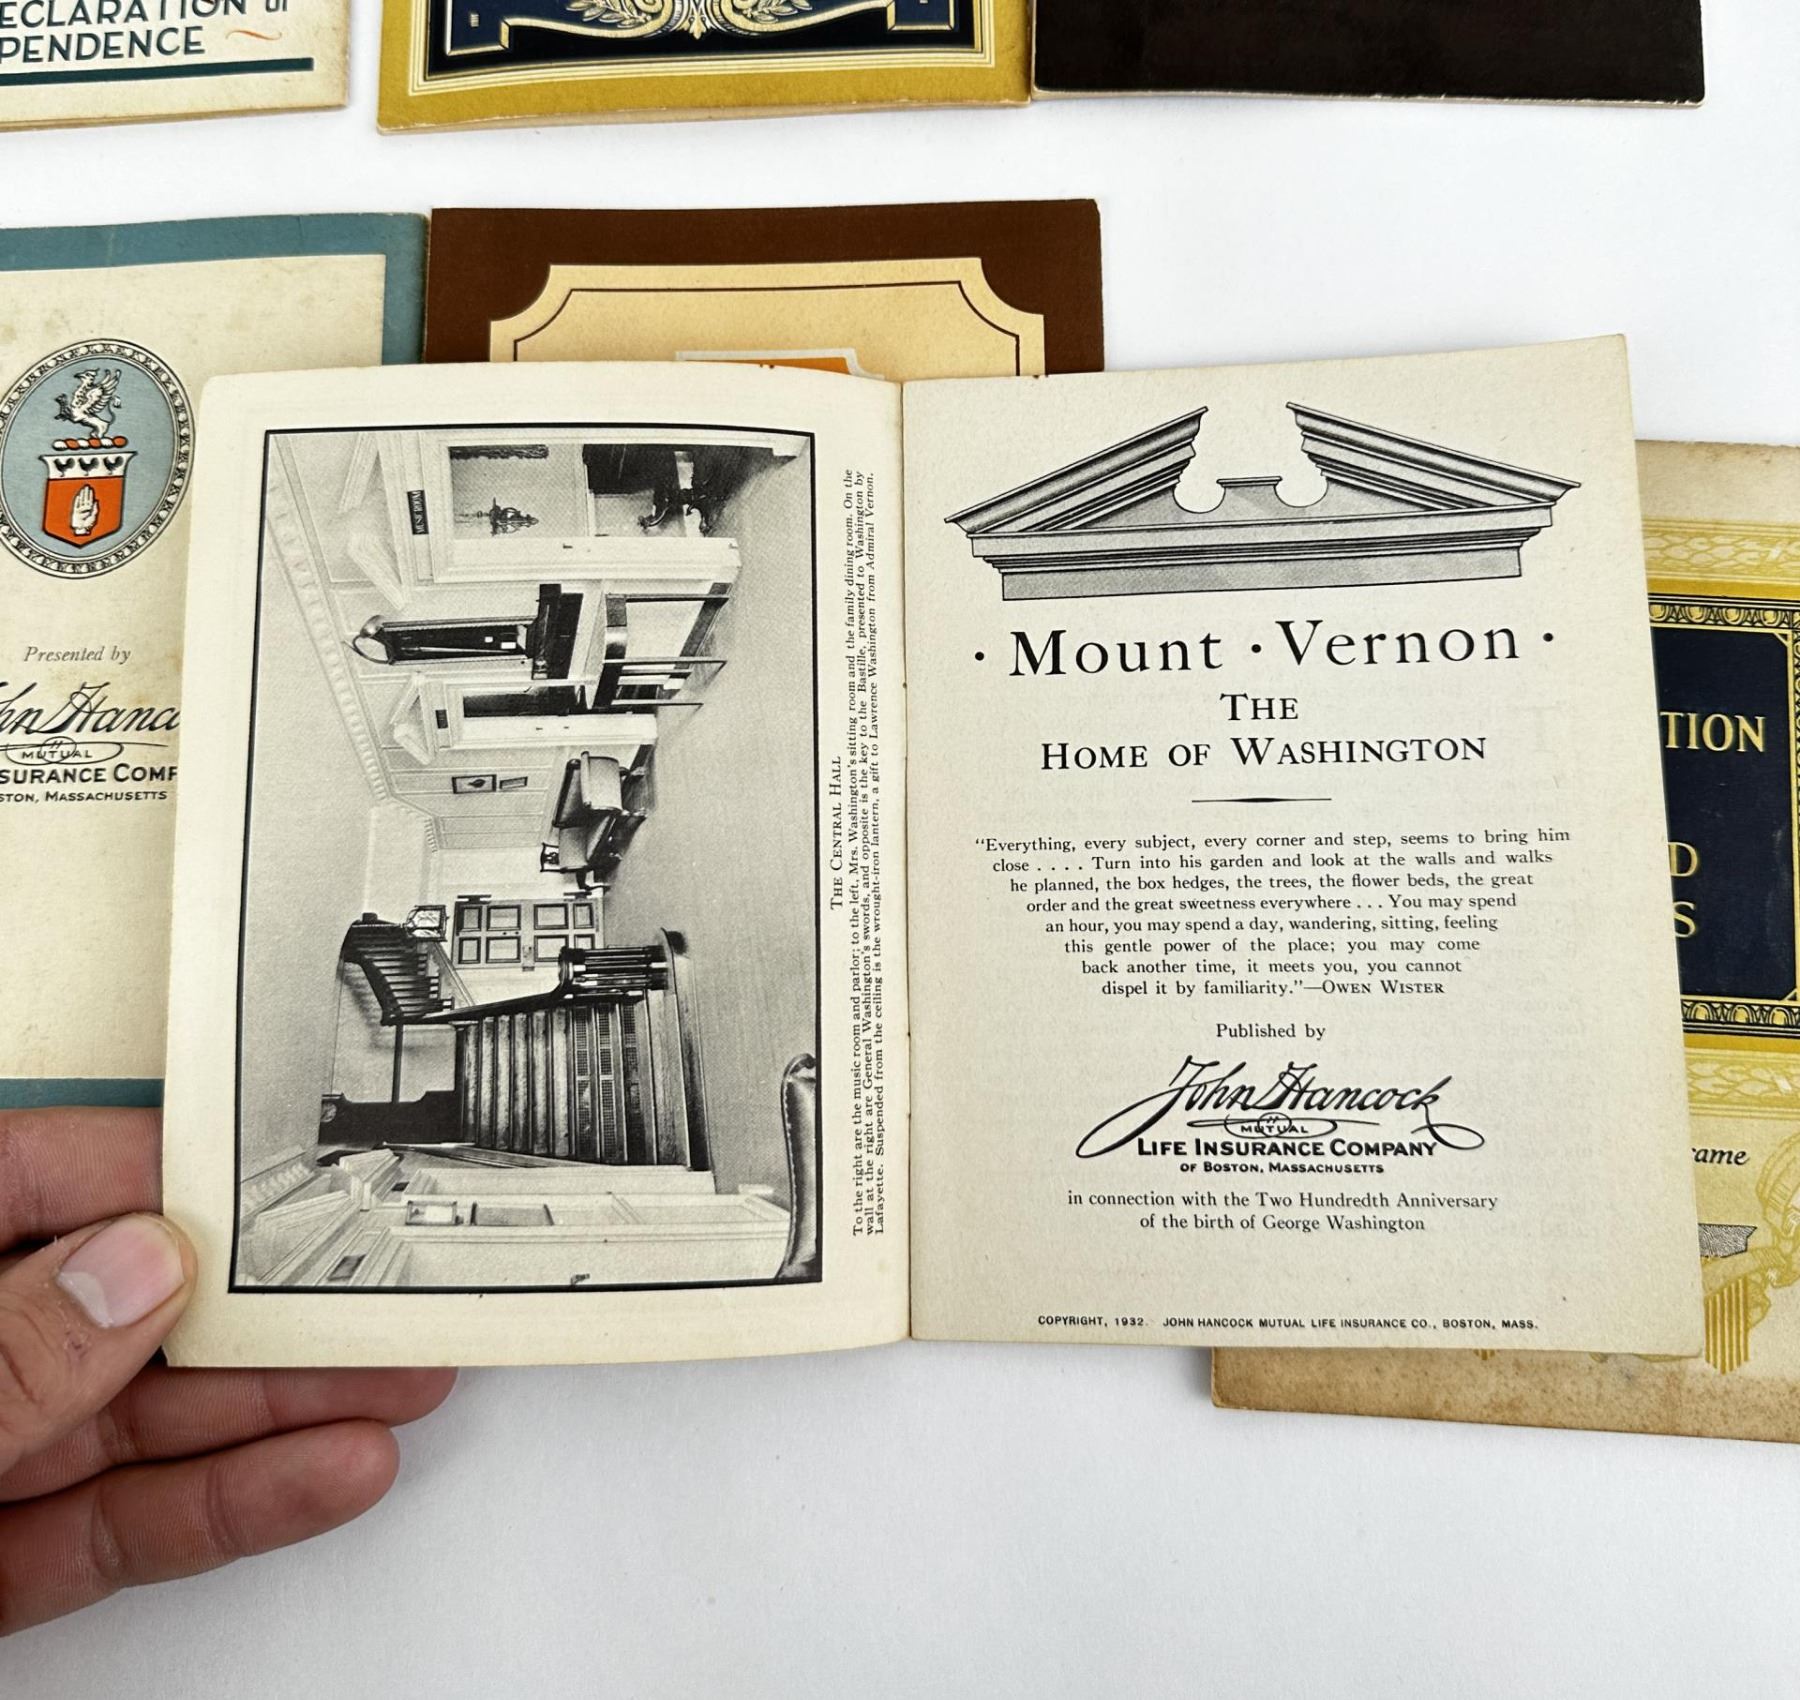 ECLARATION OF
PENDENCE
Presented by
hn Hanco
MUTUAL
SURANCE COMP
STON, MASSACHUSETTS
MUSIC ROOM
THE CENTRAL HALL
To the right are the music room and parlor; to the left, Mrs. Washington's sitting room and the family dining room. On the
wall at the right are General Washington's swords, and opposite is the key to the Bastille, presented to Washington by
Lafayette. Suspended from the ceiling is the wrought-iron lantern, a gift to Lawrence Washington from Admiral Vernon.
· Mount · Vernon ·
THE
HOME OF WASHINGTON
"Everything, every subject, every corner and step, seems to bring him
close . . . . Turn into his garden and look at the walls and walks
he planned, the box hedges, the trees, the flower beds, the great
order and the great sweetness everywhere . . . You may spend
an hour, you may spend a day, wandering, sitting, feeling
this gentle power of the place; you may come
back another time, it meets you, you cannot
dispel it by familiarity."—OWEN WISTER
Published by
John Hancock
MUTUAL
LIFE INSURANCE COMPANY
OF BOSTON, MASSACHUSETTS
in connection with the Two Hundredth Anniversary
of the birth of George Washington
COPYRIGHT, 1932. JOHN HANCOCK MUTUAL LIFE INSURANCE CO., BOSTON, MASS.
TION
D
S
ame